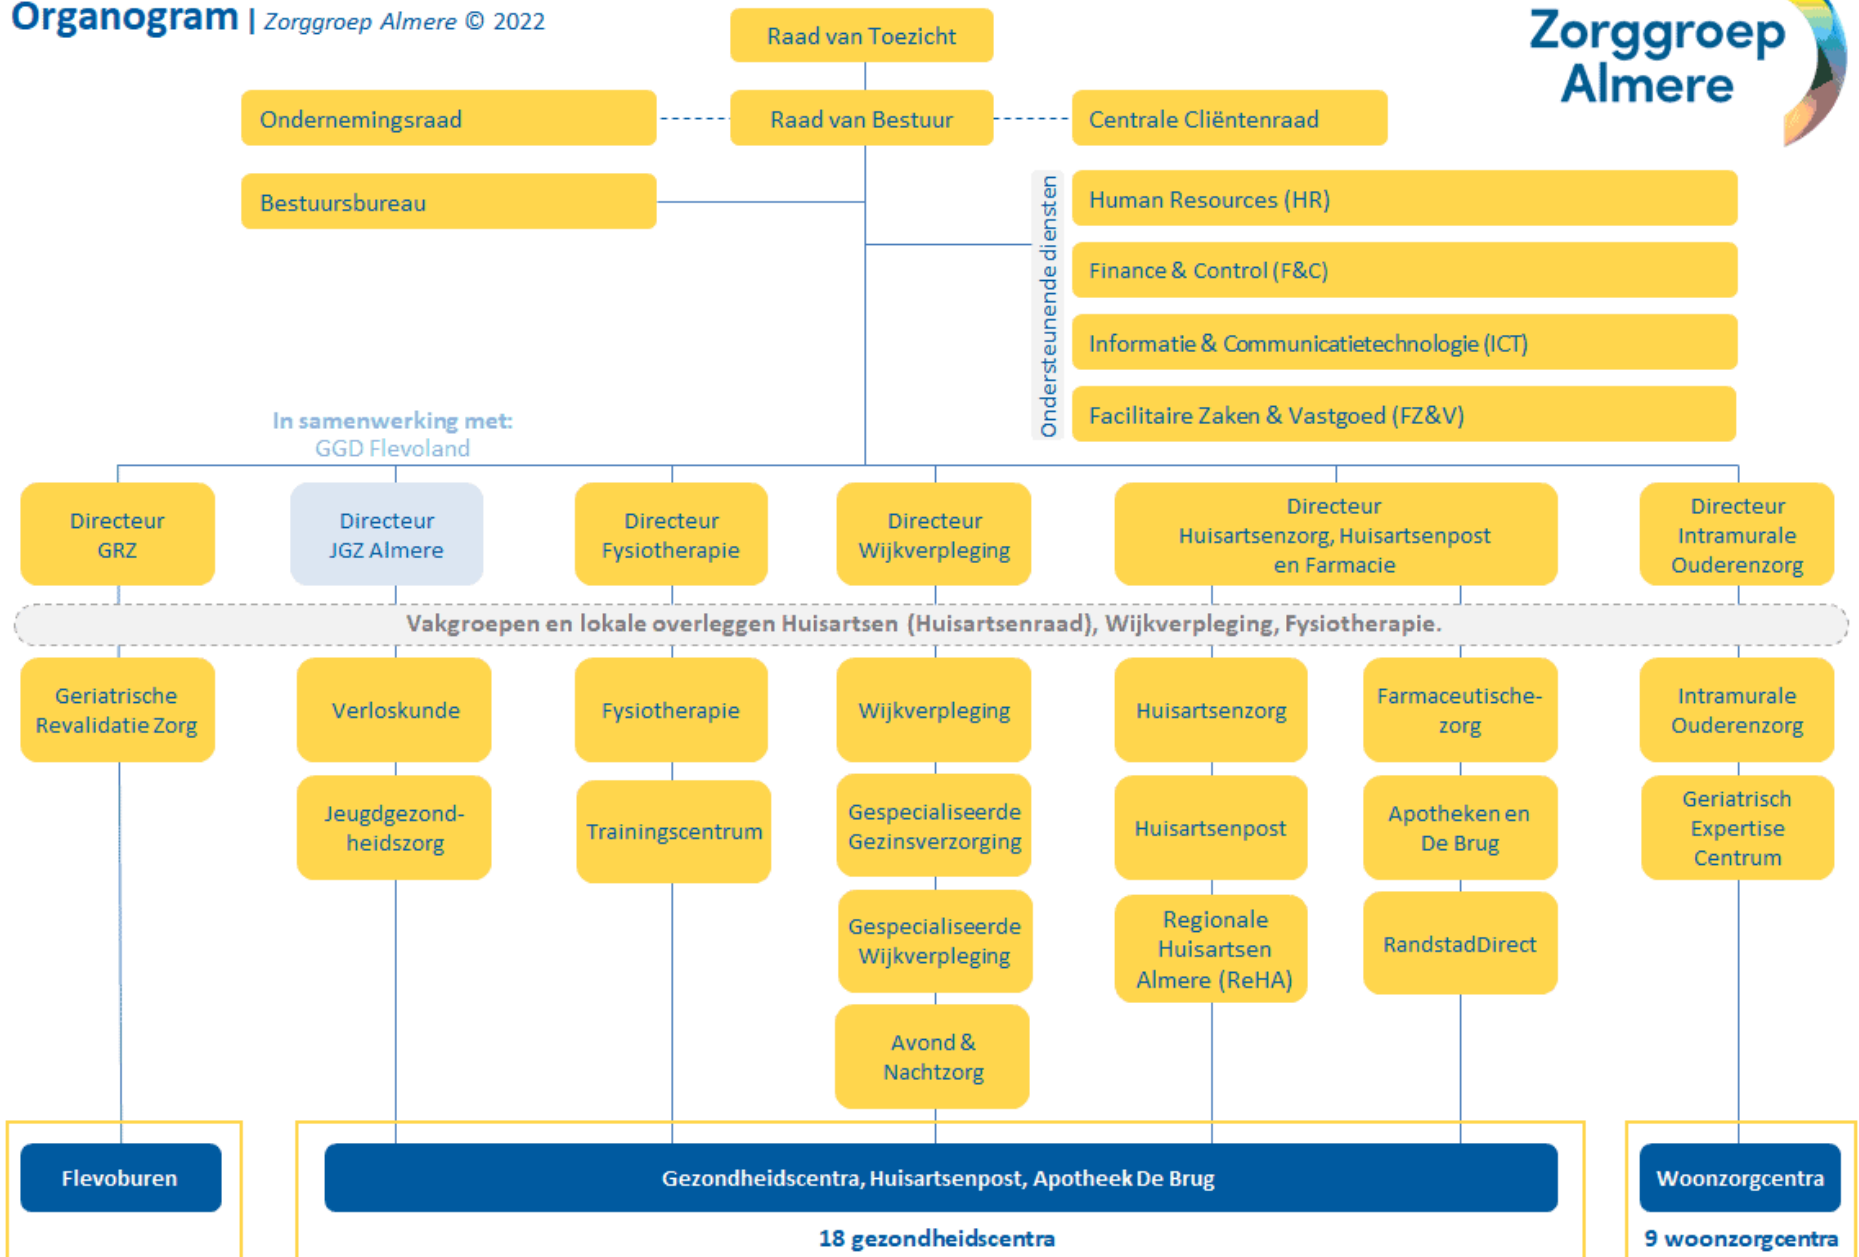 Organogram | Zorggroep Almere © 2022
Zorggroep
Almere
Raad van Toezicht
Ondernemingsraad
Raad van Bestuur
Centrale Cliëntenraad
Bestuursbureau
Ondersteunende diensten
Human Resources (HR)
Finance & Control (F&C)
Informatie & Communicatietechnologie (ICT)
Facilitaire Zaken & Vastgoed (FZ&V)
In samenwerking met:
GGD Flevoland
Directeur
GRZ
Directeur
JGZ Almere
Directeur
Fysiotherapie
Directeur
Wijkverpleging
Directeur
Huisartsenzorg, Huisartsenpost
en Farmacie
Directeur
Intramurale
Ouderenzorg
Vakgroepen en lokale overleggen Huisartsen (Huisartsenraad), Wijkverpleging, Fysiotherapie.
Geriatrische
Revalidatie Zorg
Verloskunde
Fysiotherapie
Wijkverpleging
Huisartsenzorg
Farmaceutische-
zorg
Intramurale
Ouderenzorg
Jeugdgezond-
heidszorg
Trainingscentrum
Gespecialiseerde
Gezinsverzorging
Huisartsenpost
Apotheken en
De Brug
Geriatrisch
Expertise
Centrum
Gespecialiseerde
Wijkverpleging
Regionale
Huisartsen
Almere (ReHA)
RandstadDirect
Avond &
Nachtzorg
Flevoburen
Gezondheidscentra, Huisartsenpost, Apotheek De Brug
Woonzorgcentra
18 gezondheidscentra
9 woonzorgcentra